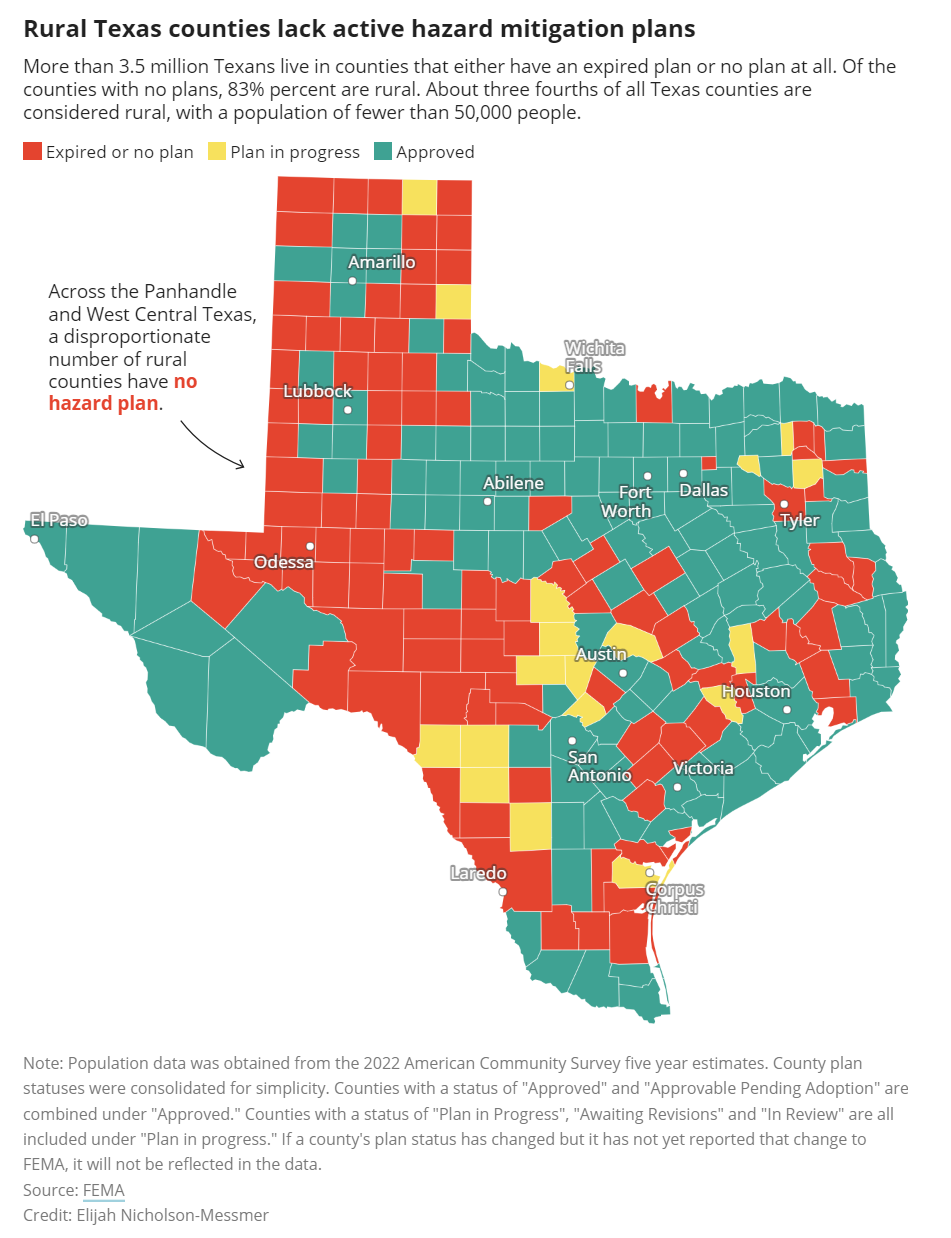 Rural Texas counties lack active hazard mitigation plans
More than 3.5 million Texans live in counties that either have an expired plan or no plan at all. Of the
counties with no plans, 83% percent are rural. About three fourths of all Texas counties are
considered rural, with a population of fewer than 50,000 people.
Expired or no plan Plan in progress Approved
Amarillo
Across the Panhandle
and West Central Texas,
a disproportionate
number of rural
counties have no
hazard plan.
Wichita
Falls
Lubbock
Abilene
Fort
Worth
Dallas
Tyler
El Paso
Odessa
Austin
Houston
San
Antonio
Victoria
Laredo
Corpus
Christi
Note: Population data was obtained from the 2022 American Community Survey five year estimates. County plan
statuses were consolidated for simplicity. Counties with a status of "Approved" and "Approvable Pending Adoption" are
combined under "Approved." Counties with a status of "Plan in Progress", "Awaiting Revisions" and "In Review" are all
included under "Plan in progress." If a county's plan status has changed but it has not yet reported that change to
FEMA, it will not be reflected in the data.
Source: FEMA
Credit: Elijah Nicholson-Messmer